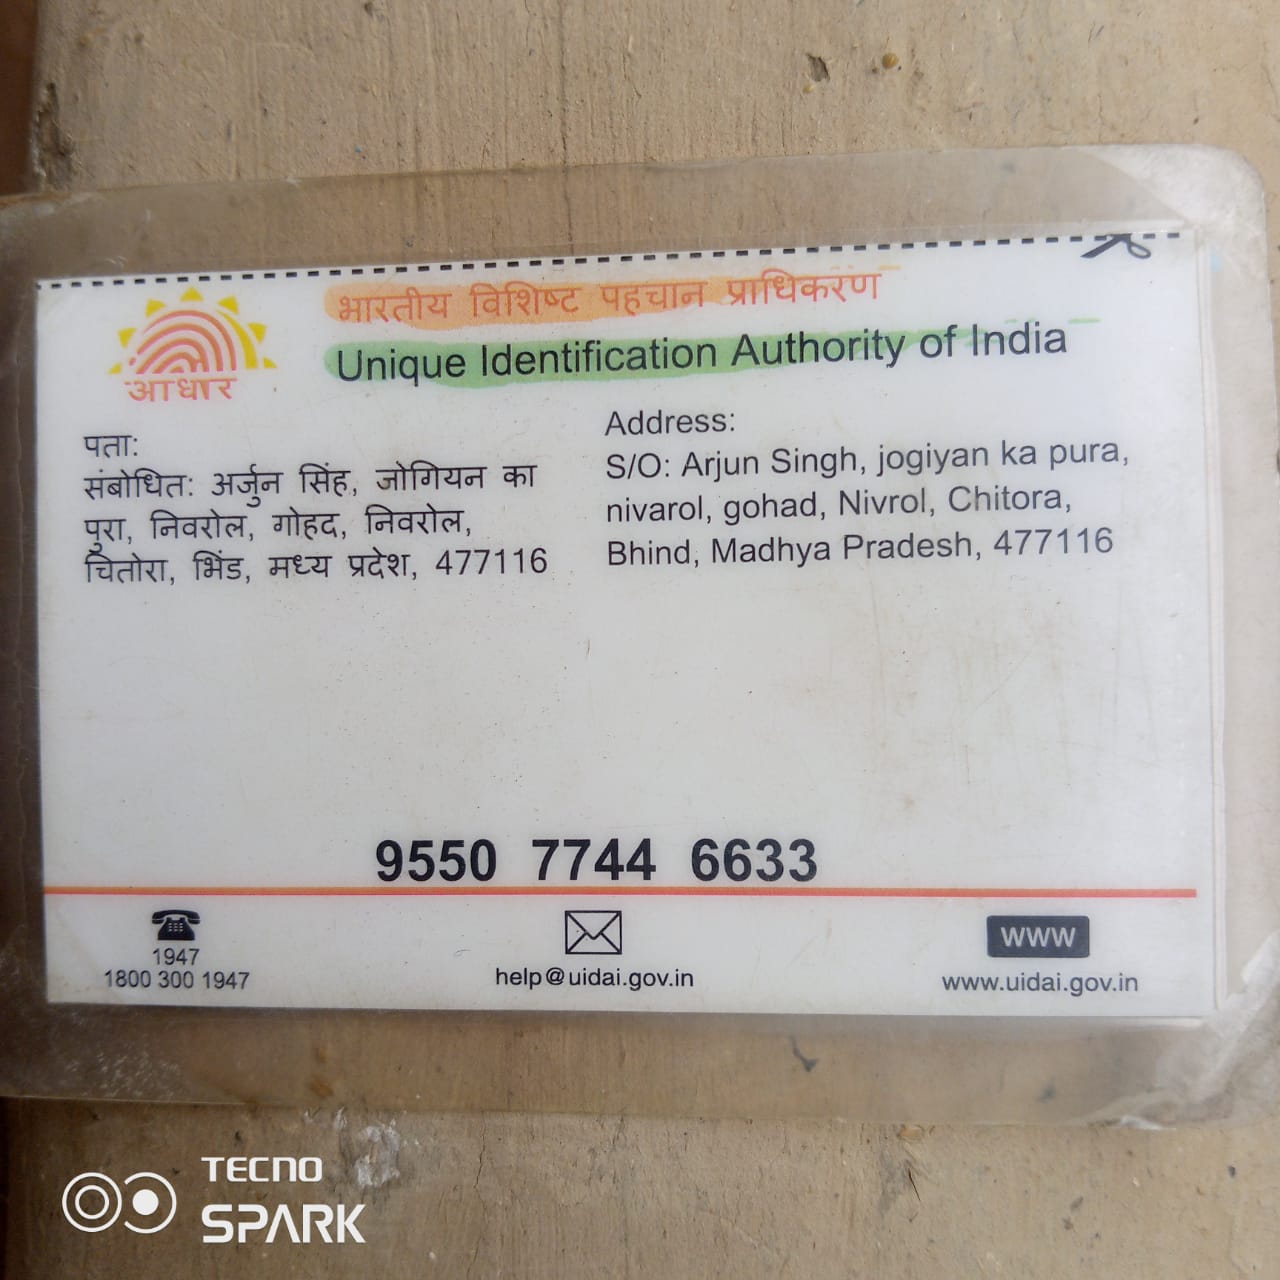 भारतीय विशिष्ट पहचान प्राधिकरण
Unique Identification Authority of India
आधार
पता:
संबोधित: अर्जुन सिंह, जोगियन का
पुरा, निवरोल, गोहद, निवरोल,
चितोरा, भिंड, मध्य प्रदेश, 477116
Address:
S/O: Arjun Singh, jogiyan ka pura,
nivarol, gohad, Nivrol, Chitora,
Bhind, Madhya Pradesh, 477116
9550 7744 6633
1947
1800 300 1947
help@uidai.gov.in
WWW
www.uidai.gov.in
TECNO
SPARK